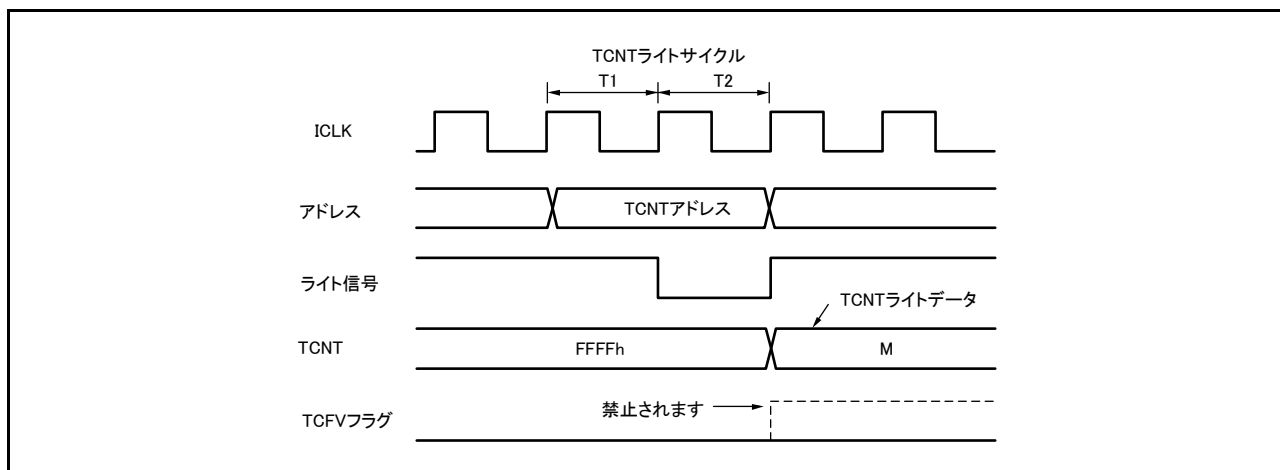 TCNTライトサイクル
T1 T2
ICLK
アドレス TCNTアドレス
ライト信号
TCNTライトデータ
TCNT FFFFh M
禁止されます
TCFVフラグ